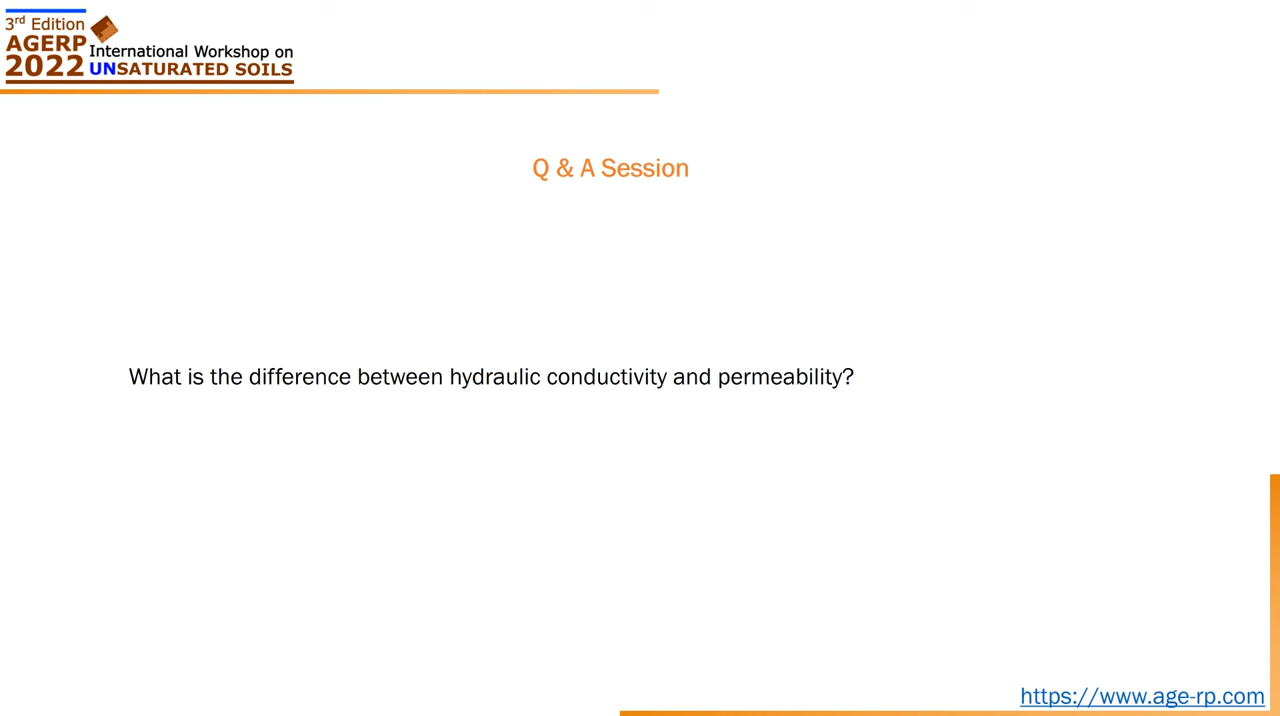 3rd Edition
AGERP
2022
International Workshop on
UNSATURATED SOILS
Q & A Session
What is the difference between hydraulic conductivity and permeability?
https://www.age-rp.com